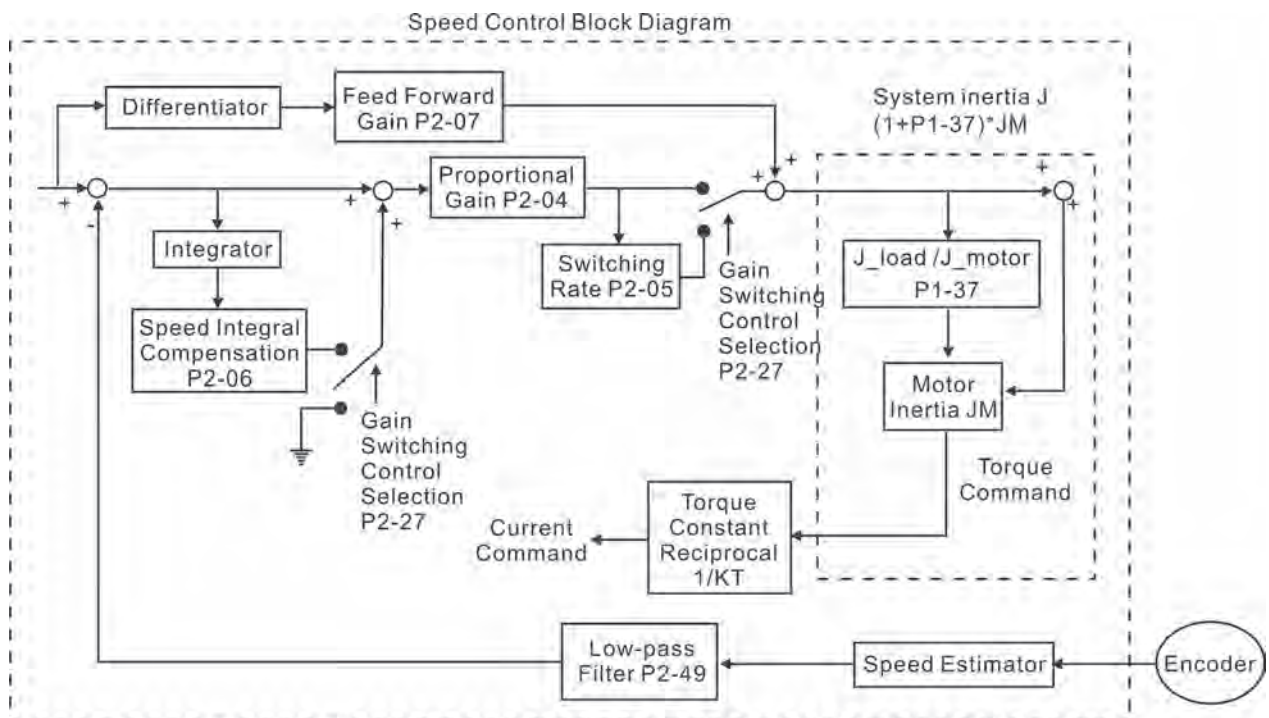 Speed Control Block Diagram
Differentiator
Feed Forward
Gain P2-07
System inertia J
(1+P1-37)*JM
+
+
+
-
+
+
+
+
Proportional
Gain P2-04
Integrator
Switching
Rate P2-05
Gain
Switching
Control
Selection
P2-27
J_load /J_motor
P1-37
Speed Integral
Compensation
P2-06
Motor
Inertia JM
Gain
Switching
Control
Selection
P2-27
Torque
Command
Current
Command
Torque
Constant
Reciprocal
1/KT
Low-pass
Filter P2-49
Speed Estimator
Encoder